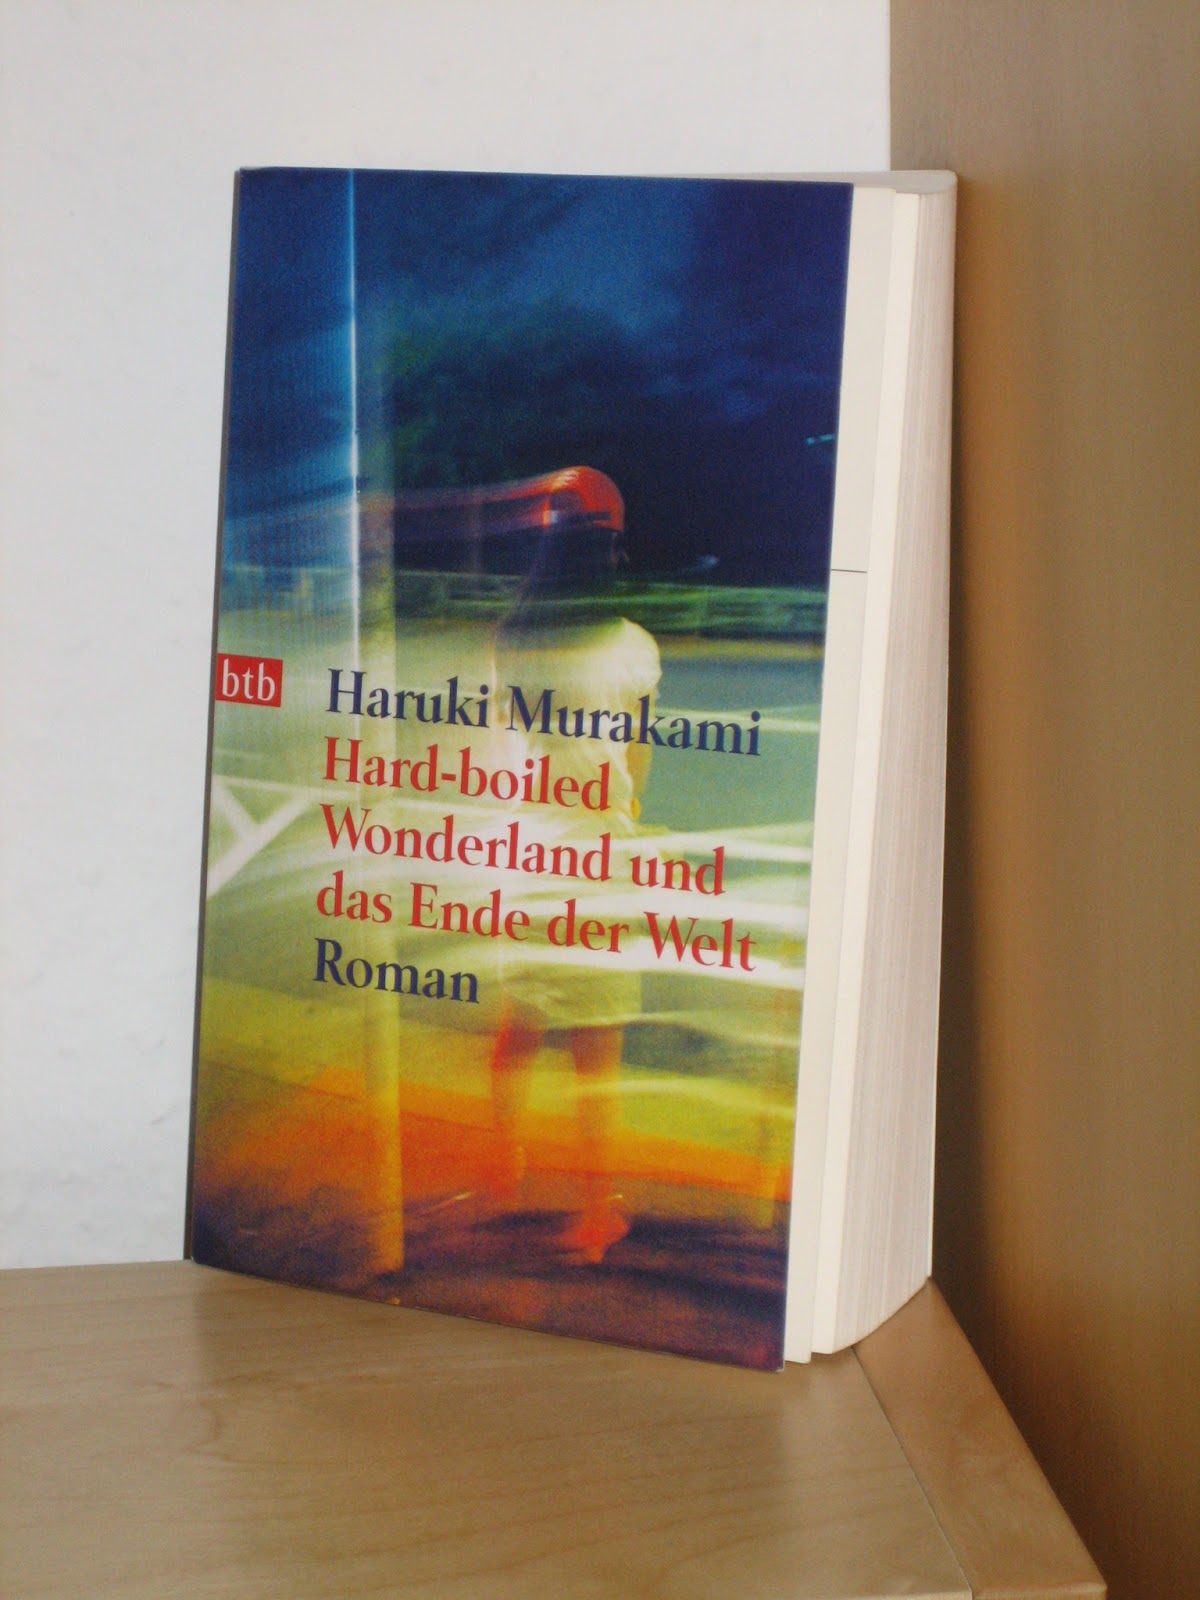 btb
Haruki Murakami
Hard-boiled
Wonderland und
das Ende der Welt
Roman